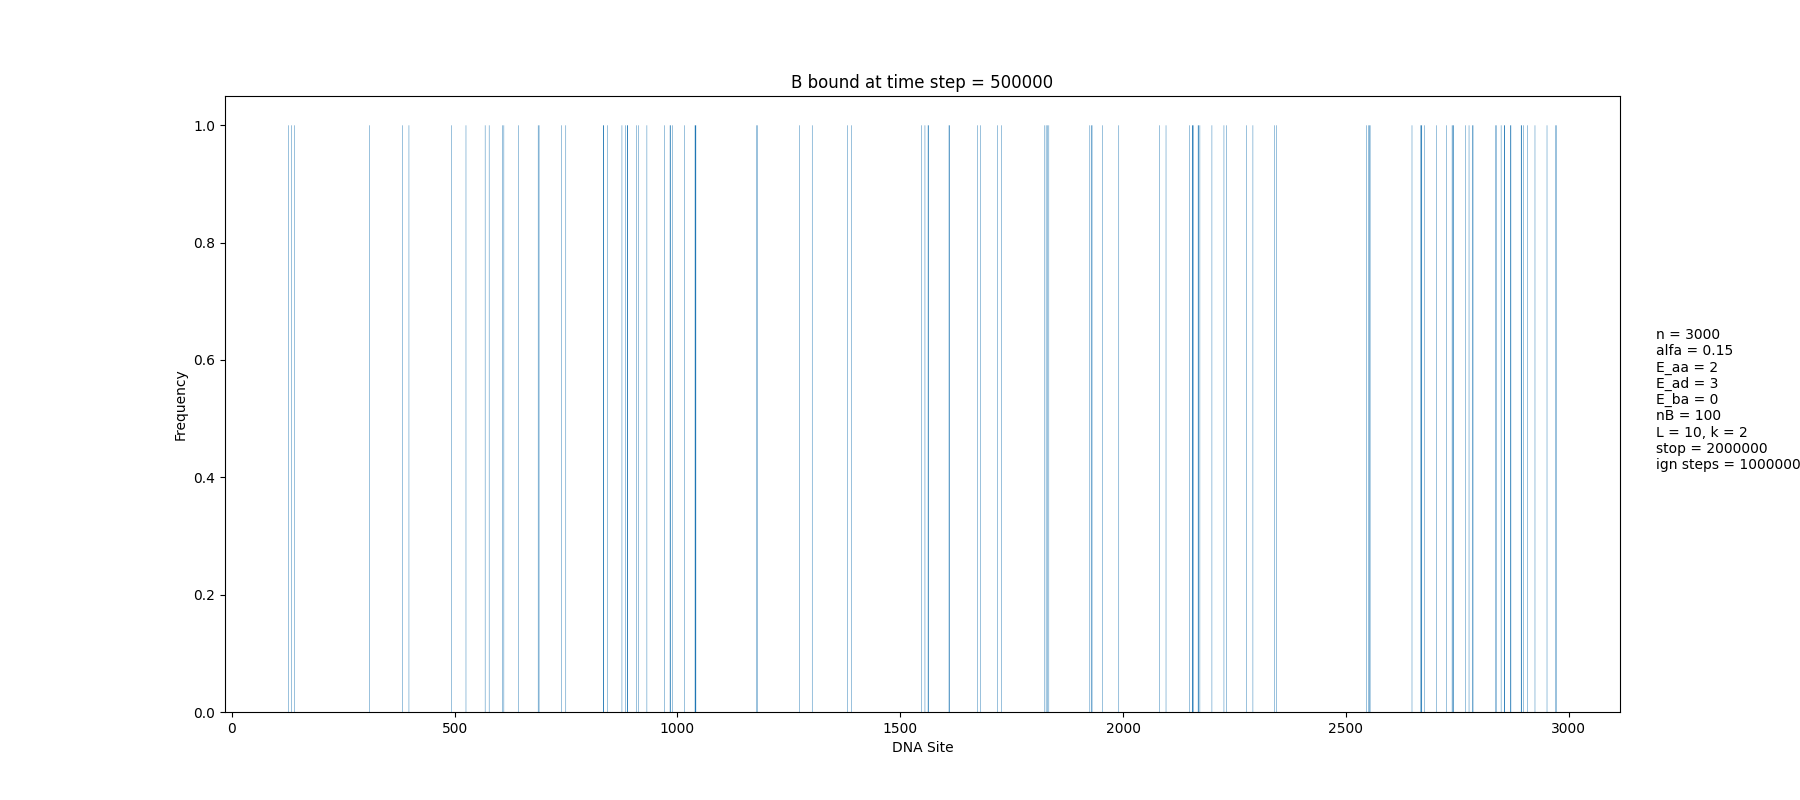 B bound at time step = 500000
1.0
0.8
0.6
0.4
0.2
0.0
Frequency
0 500 1000 1500 2000 2500 3000
DNA Site
n = 3000
alfa = 0.15
E_aa = 2
E_ad = 3
E_ba = 0
nB = 100
L = 10, k = 2
stop = 2000000
ign steps = 1000000